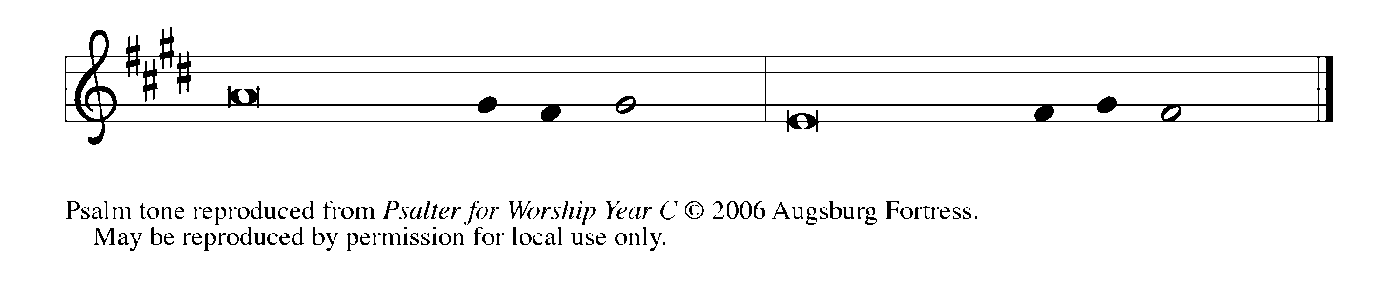 Psalm tone reproduced from Psalter for Worship Year C © 2006 Augsburg Fortress.
May be reproduced by permission for local use only.